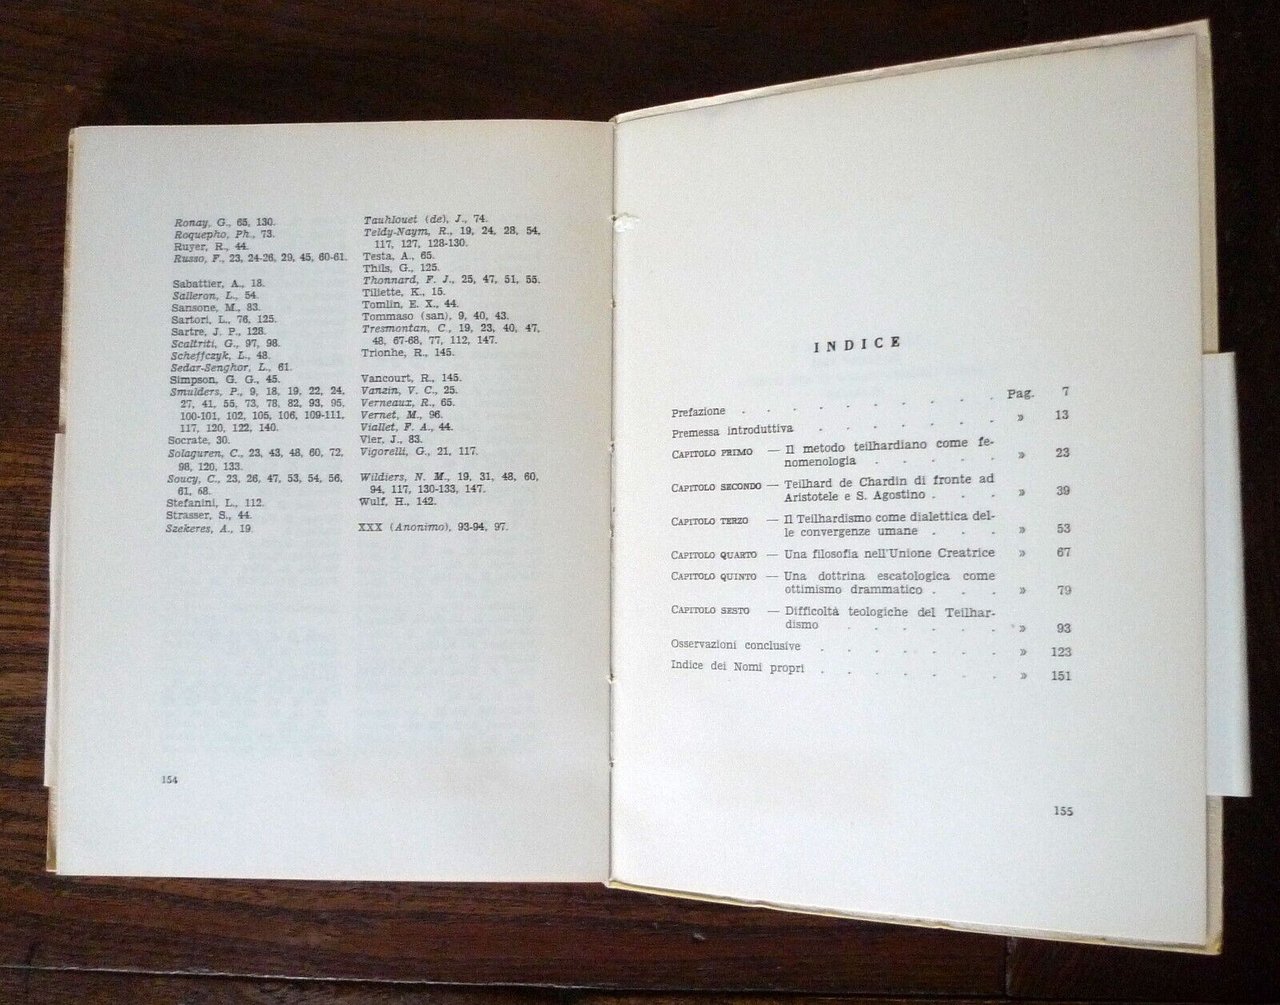 Ronay, G., 65, 130.
Roquepho, Ph., 73.
Ruyer, R., 44.
Russo, F., 23, 24-26, 29, 45, 60-61.
Sabattier, A., 18.
Salleron, L., 54.
Sansone, M., 83.
Sartori, L., 76, 125.
Sartre, J. P., 128.
Scaltriti, G., 97, 98.
Scheffczyk, L., 48.
Sedar-Senghor, L., 61.
Simpson, G. G., 45.
Smulders, P., 9, 18, 19, 22, 24,
27, 41, 55, 73, 78, 82, 93, 95,
100-101, 102, 105, 106, 109-111,
117, 120, 122, 140.
Socrate, 30.
Solaguren, C., 23, 43, 48, 60, 72,
98, 120, 133.
Soucy, C., 23, 26, 47, 53, 54, 56,
61, 68.
Stefanini, L., 112.
Strasser, S., 44.
Szekeres, A., 19.
Tauhlouet (de), J., 74.
Teldy-Naym, R., 19, 24, 28, 54,
117, 127, 128-130.
Testa, A., 65.
Thils, G., 125.
Thonnard, F. J., 25, 47, 51, 55.
Tiliette, K., 15.
Tomlin, E. X., 44.
Tommaso (san), 9, 40, 43.
Tresmontan, C., 19, 23, 40, 47,
48, 67-68, 77, 112, 147.
Trionhe, R., 145.
Vancourt, R., 145.
Vanzin, V. C., 25.
Verneaux, R., 65.
Vernet, M., 96.
Viallet, F. A., 44.
Vier, J., 83.
Vigorelli, G., 21, 117.
Wildiers, N. M., 19, 31, 48, 60,
94, 117, 130-133, 147.
Wulf, H., 142.
XXX (Anonimo), 93-94, 97.
154
INDICE
Prefazione . . . . . . . . . Pag. 7
Premessa introduttiva . . . . . . » 13
CAPITOLO PRIMO — Il metodo teilhardiano come fe-
nomenologia . . . . . » 23
CAPITOLO SECONDO — Teilhard de Chardin di fronte ad
Aristotele e S. Agostino . . . » 39
CAPITOLO TERZO — Il Teilhardismo come dialettica del-
le convergenze umane . . . » 53
CAPITOLO QUARTO — Una filosofia nell'Unione Creatrice » 67
CAPITOLO QUINTO — Una dottrina escatologica come
ottimismo drammatico . . . » 79
CAPITOLO SESTO — Difficoltà teologiche del Teilhar-
dismo . . . . . . » 93
Osservazioni conclusive . . . . . . . » 123
Indice dei Nomi propri . . . . . . . » 151
155